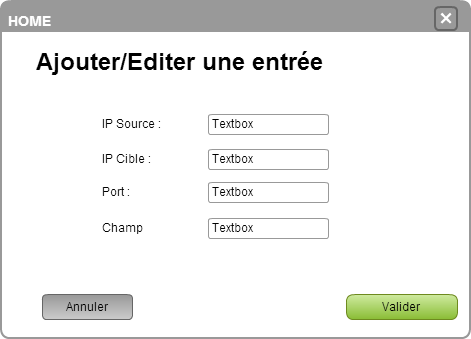 HOME
Ajouter/Editer une entrée
IP Source : Textbox
IP Cible : Textbox
Port : Textbox
Champ Textbox
Annuler Valider